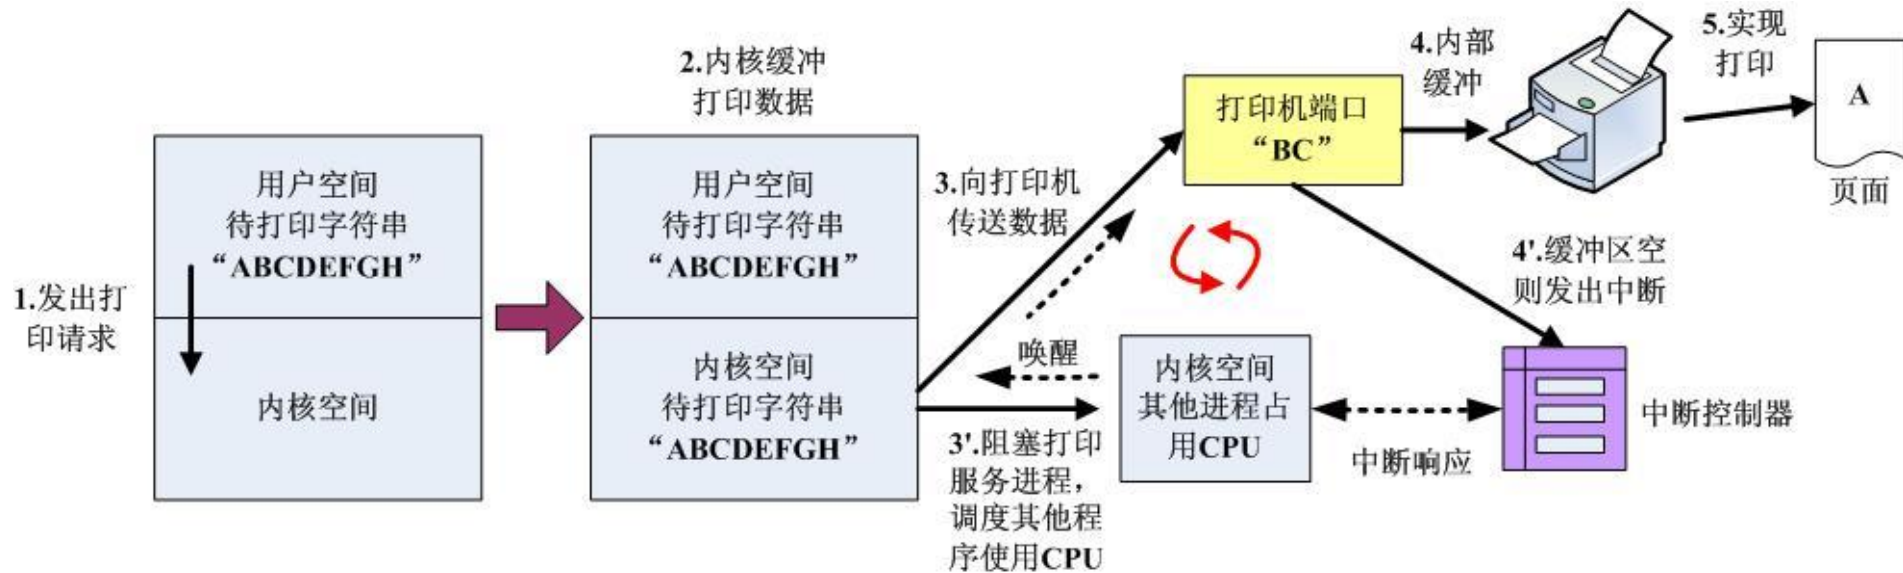 1.发出打
印请求
用户空间
待打印字符串
“ABCDEFGH”
内核空间
2.内核缓冲
打印数据
用户空间
待打印字符串
“ABCDEFGH”
内核空间
待打印字符串
“ABCDEFGH”
3.向打印机
传送数据
唤醒
3'.阻塞打印
服务进程，
调度其他程
序使用CPU
打印机端口
“BC”
内核空间
其他进程占
用CPU
4.内部
缓冲
5.实现
打印
A
页面
4'.缓冲区空
则发出中断
中断响应
中断控制器